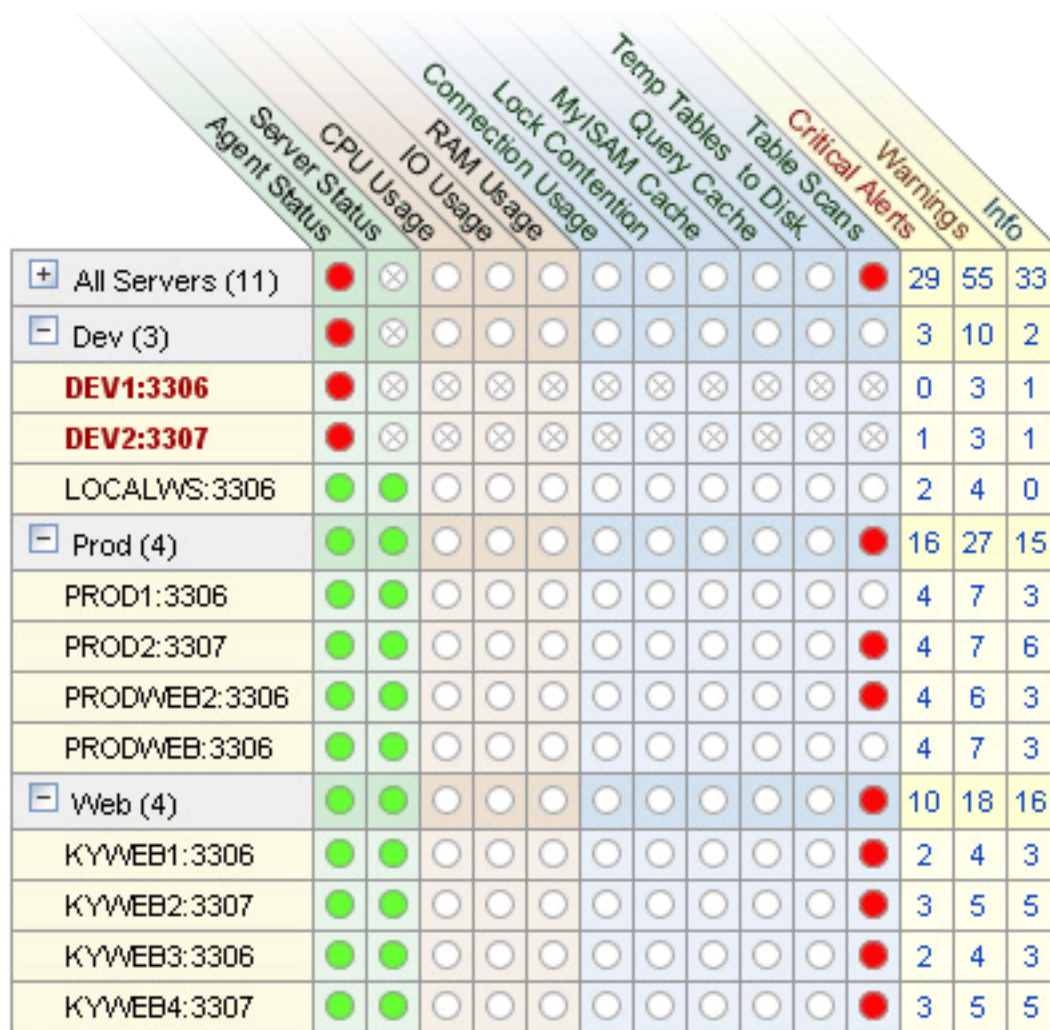 Agent Status
Server Status
CPU Usage
IO Usage
RAM Usage
Connection Usage
Lock Contention
MyISAM Cache
Query Cache
Temp Tables to Disk
Table Scans
Critical Alerts
Warnings
Info
All Servers (11) 29 55 33
Dev (3) 3 10 2
DEV1:3306 0 3 1
DEV2:3307 1 3 1
LOCALWS:3306 2 4 0
Prod (4) 16 27 15
PROD1:3306 4 7 3
PROD2:3307 4 7 6
PRODWEB2:3306 4 6 3
PRODWEB:3306 4 7 3
Web (4) 10 18 16
KYWEB1:3306 2 4 3
KYWEB2:3307 3 5 5
KYWEB3:3306 2 4 3
KYWEB4:3307 3 5 5